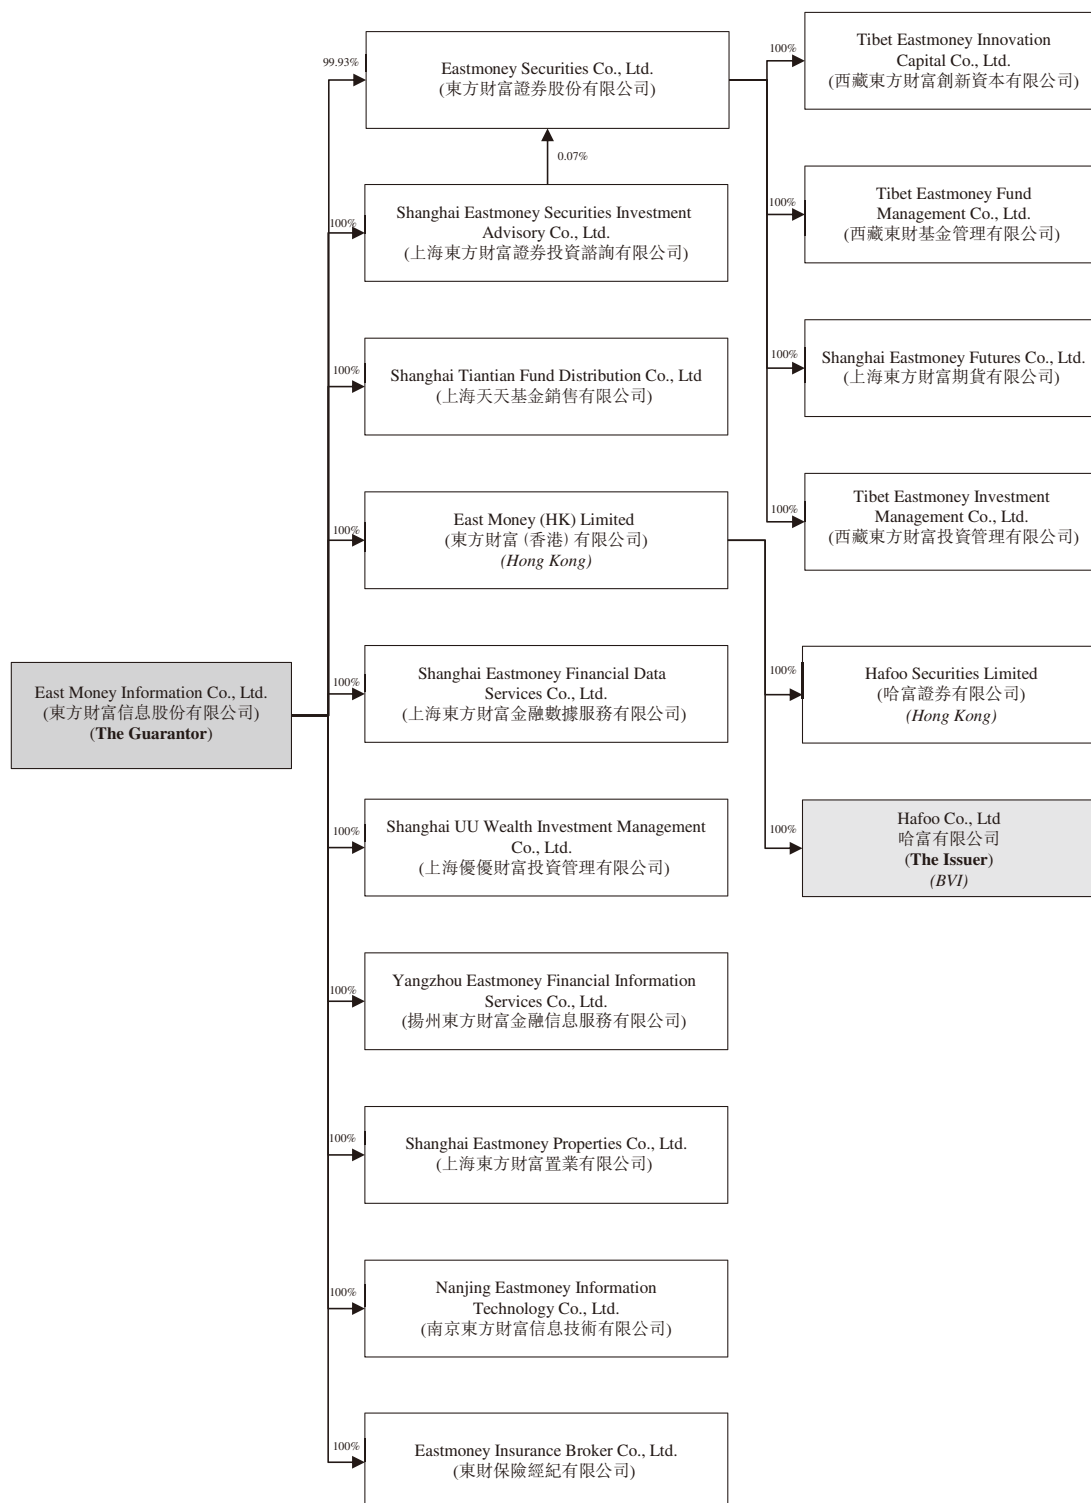 East Money Information Co., Ltd.
(東方財富信息股份有限公司)
(The Guarantor)
99.93%
Eastmoney Securities Co., Ltd.
(東方財富證券股份有限公司)
0.07%
100%
Shanghai Eastmoney Securities Investment
Advisory Co., Ltd.
(上海東方財富證券投資諮詢有限公司)
100%
Shanghai Tiantian Fund Distribution Co., Ltd
(上海天天基金銷售有限公司)
100%
East Money (HK) Limited
(東方財富 (香港) 有限公司)
(Hong Kong)
100%
Shanghai Eastmoney Financial Data
Services Co., Ltd.
(上海東方財富金融數據服務有限公司)
100%
Shanghai UU Wealth Investment Management
Co., Ltd.
(上海優優財富投資管理有限公司)
100%
Yangzhou Eastmoney Financial Information
Services Co., Ltd.
(揚州東方財富金融信息服務有限公司)
100%
Shanghai Eastmoney Properties Co., Ltd.
(上海東方財富置業有限公司)
100%
Nanjing Eastmoney Information
Technology Co., Ltd.
(南京東方財富信息技術有限公司)
100%
Eastmoney Insurance Broker Co., Ltd.
(東財保險經紀有限公司)
100%
Tibet Eastmoney Innovation
Capital Co., Ltd.
(西藏東方財富創新資本有限公司)
100%
Tibet Eastmoney Fund
Management Co., Ltd.
(西藏東財基金管理有限公司)
100%
Shanghai Eastmoney Futures Co., Ltd.
(上海東方財富期貨有限公司)
100%
Tibet Eastmoney Investment
Management Co., Ltd.
(西藏東方財富投資管理有限公司)
100%
Hafoo Securities Limited
(哈富證券有限公司)
(Hong Kong)
100%
Hafoo Co., Ltd
哈富有限公司
(The Issuer)
(BVI)